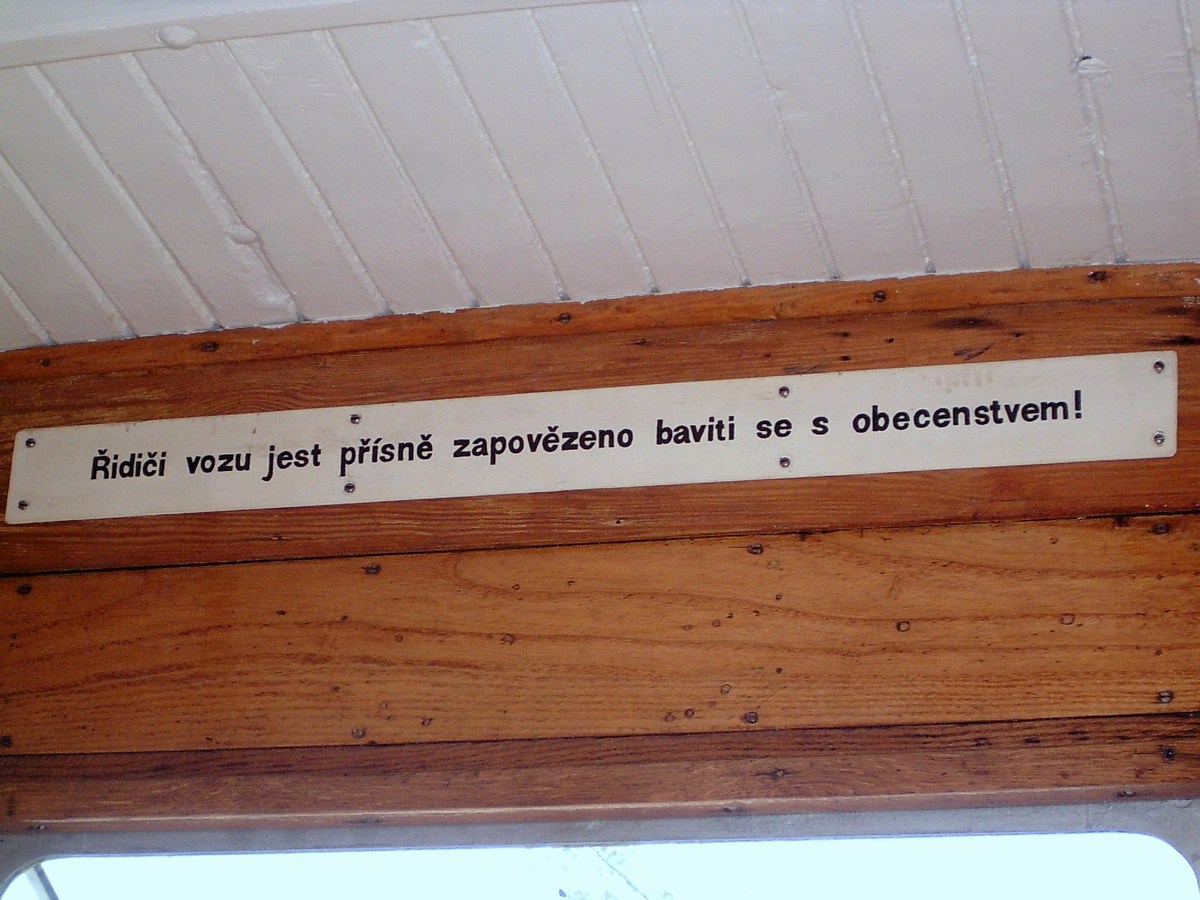 Řidiči vozu jest přísně zapovězeno baviti se s obecenstvem!